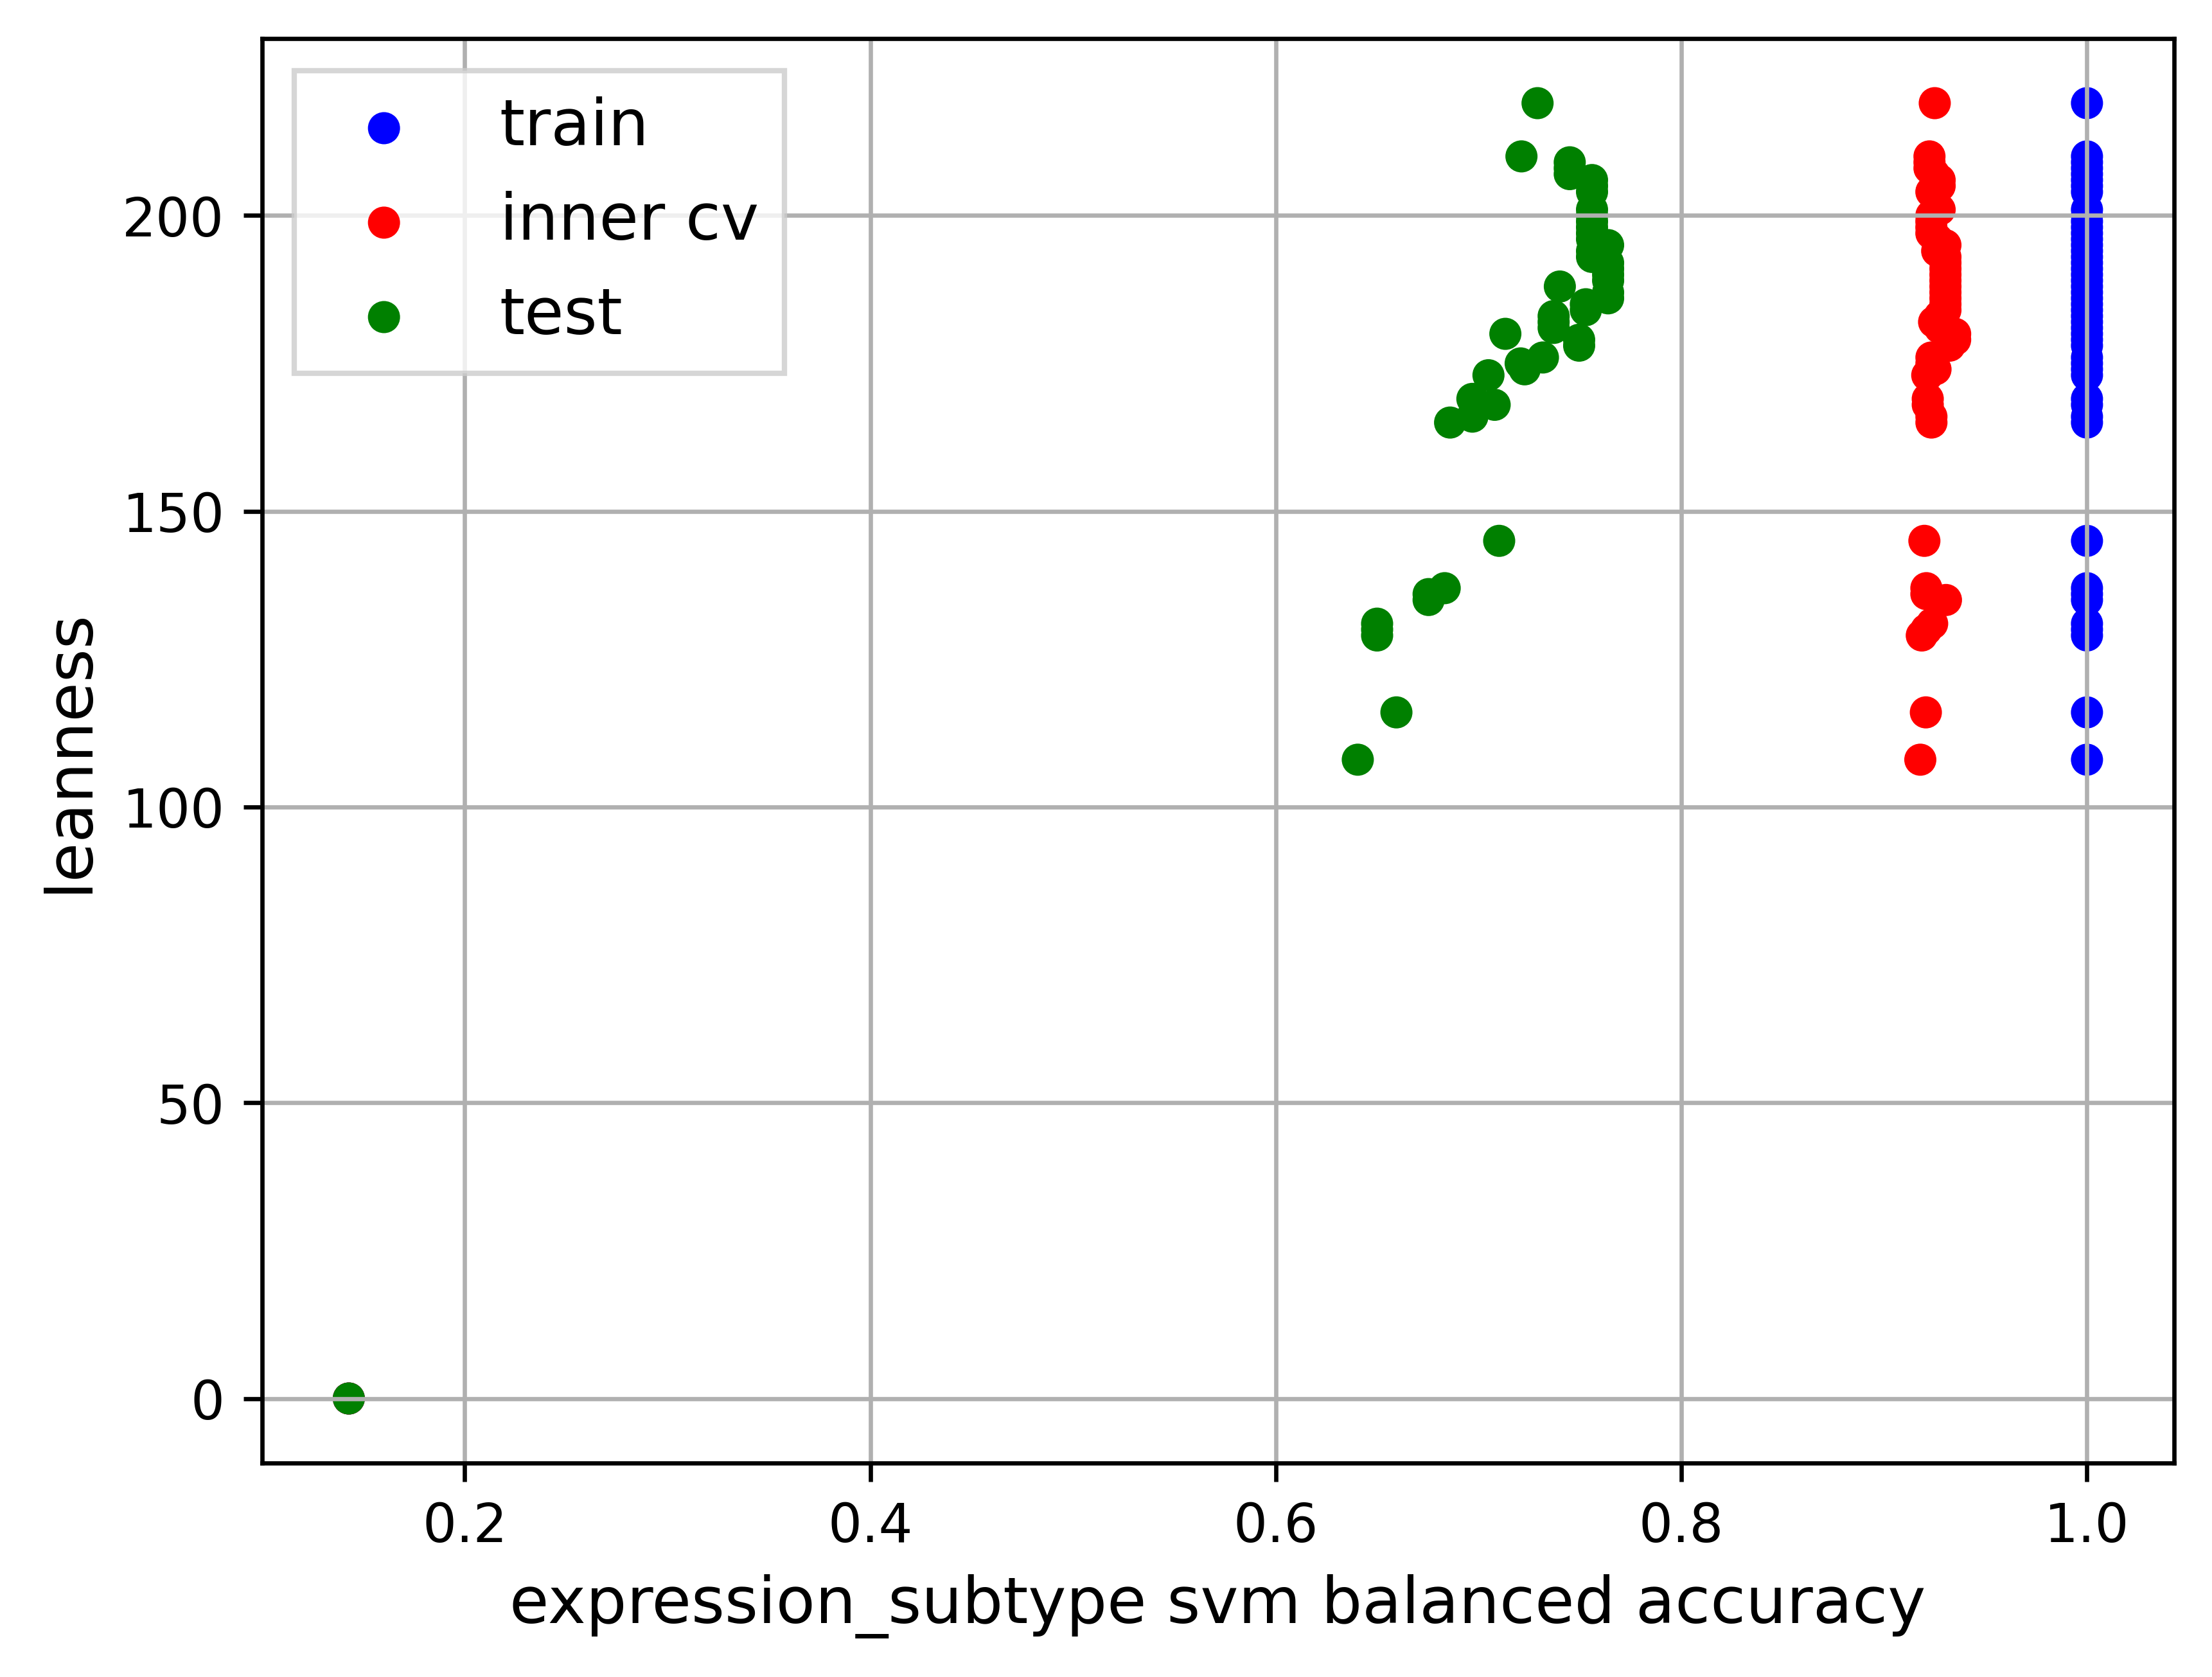 train
inner cv
test
200
150
100
50
0
leanness
0.2 0.4 0.6 0.8 1.0
expression_subtype svm balanced accuracy